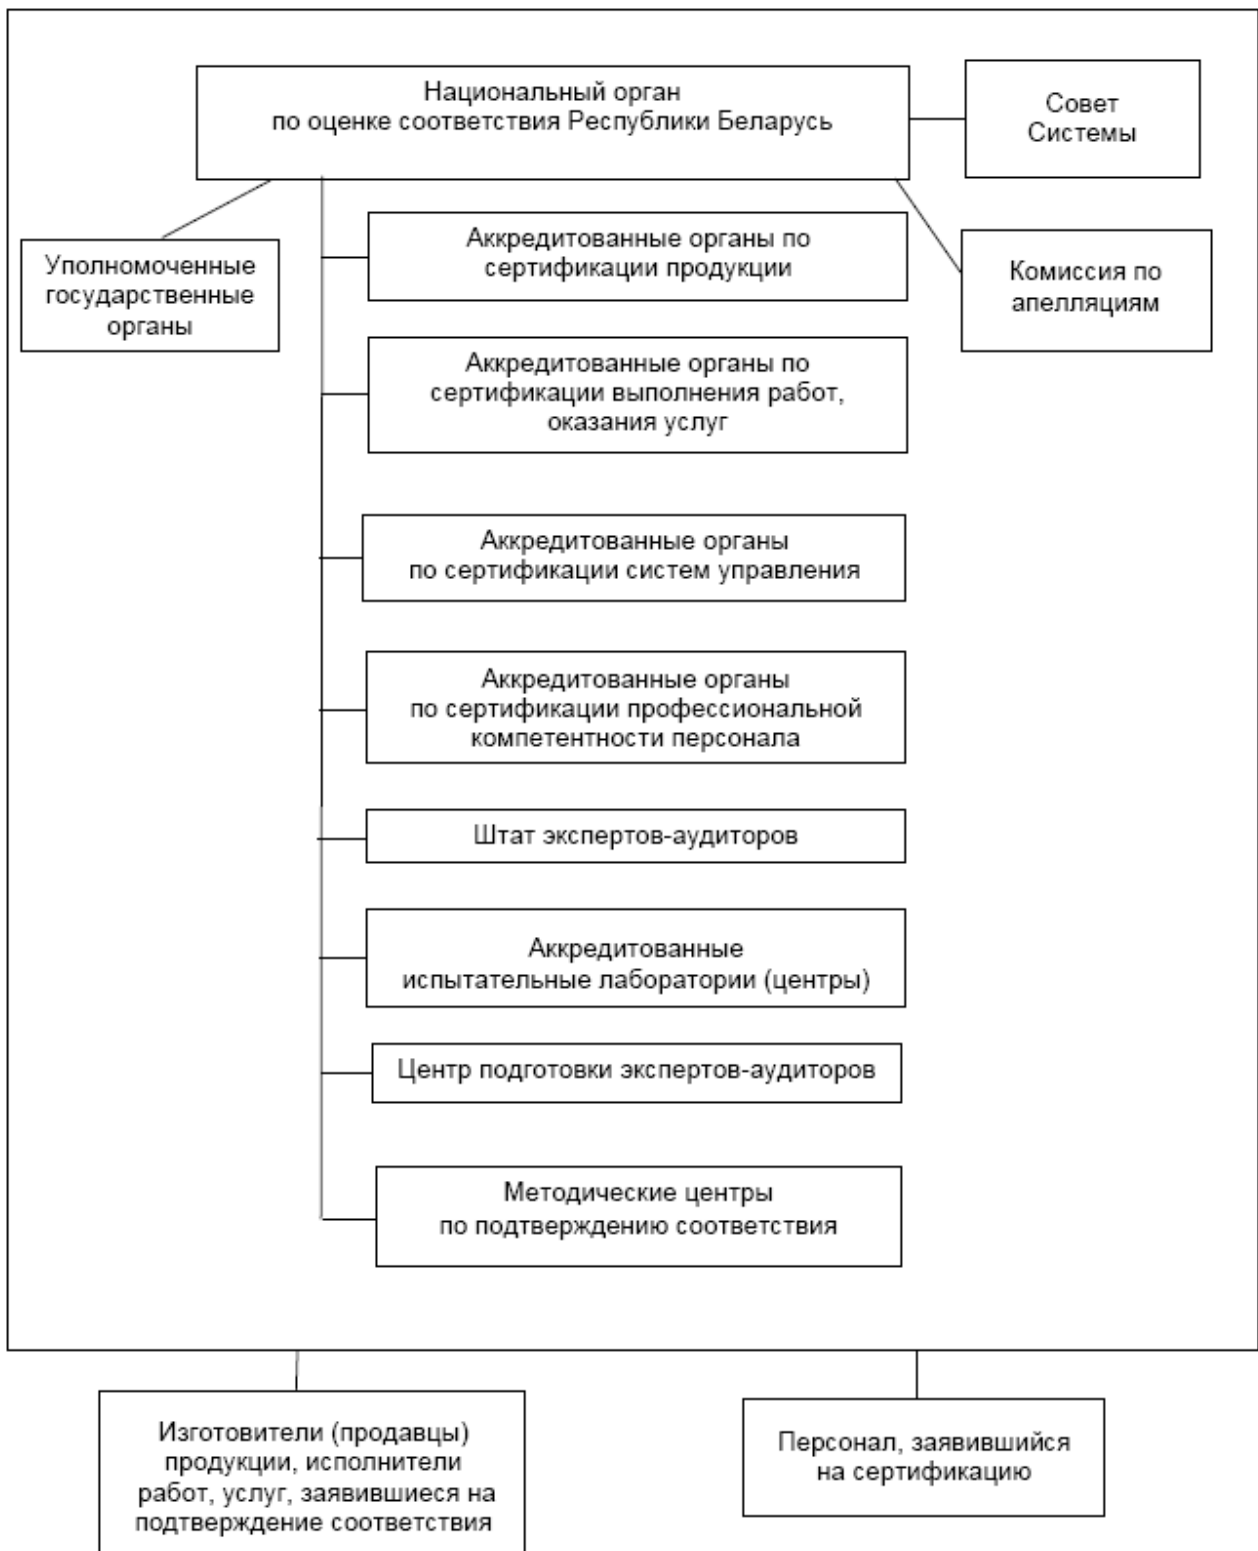 Национальный орган
по оценке соответствия Республики Беларусь
Совет
Системы
Уполномоченные
государственные
органы
Аккредитованные органы по
сертификации продукции
Комиссия по
апелляциям
Аккредитованные органы по
сертификации выполнения работ,
оказания услуг
Аккредитованные органы
по сертификации систем управления
Аккредитованные органы
по сертификации профессиональной
компетентности персонала
Штат экспертов-аудиторов
Аккредитованные
испытательные лаборатории (центры)
Центр подготовки экспертов-аудиторов
Методические центры
по подтверждению соответствия
Изготовители (продавцы)
продукции, исполнители
работ, услуг, заявившиеся на
подтверждение соответствия
Персонал, заявившийся
на сертификацию